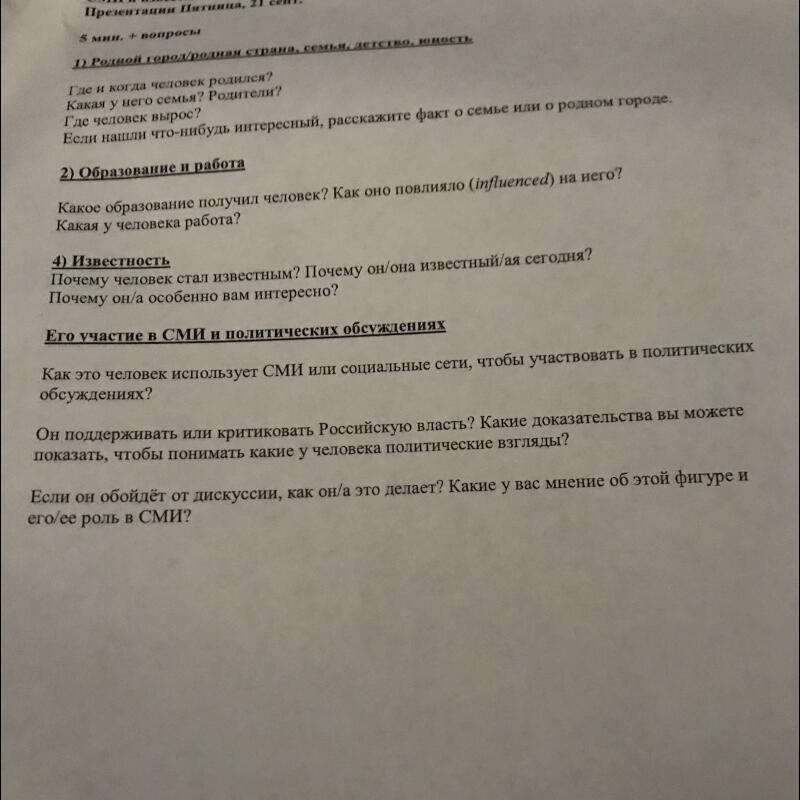 Презентации Пятница, 21 сент.
5 мин. + вопросы
1) Родной город/родная страна, семья, детство, юность
Где и когда человек родился?
Какая у него семья? Родители?
Где человек вырос?
Если нашли что-нибудь интересный, расскажите факт о семье или о родном городе.
2) Образование и работа
Какое образование получил человек? Как оно повлияло (influenced) на него?
Какая у человека работа?
4) Известность
Почему человек стал известным? Почему он/она известный/ая сегодня?
Почему он/а особенно вам интересно?
Его участие в СМИ и политических обсуждениях
Как это человек использует СМИ или социальные сети, чтобы участвовать в политических
обсуждениях?
Он поддерживать или критиковать Российскую власть? Какие доказательства вы можете
показать, чтобы понимать какие у человека политические взгляды?
Если он обойдёт от дискуссии, как он/а это делает? Какие у вас мнение об этой фигуре и
его/ее роль в СМИ?